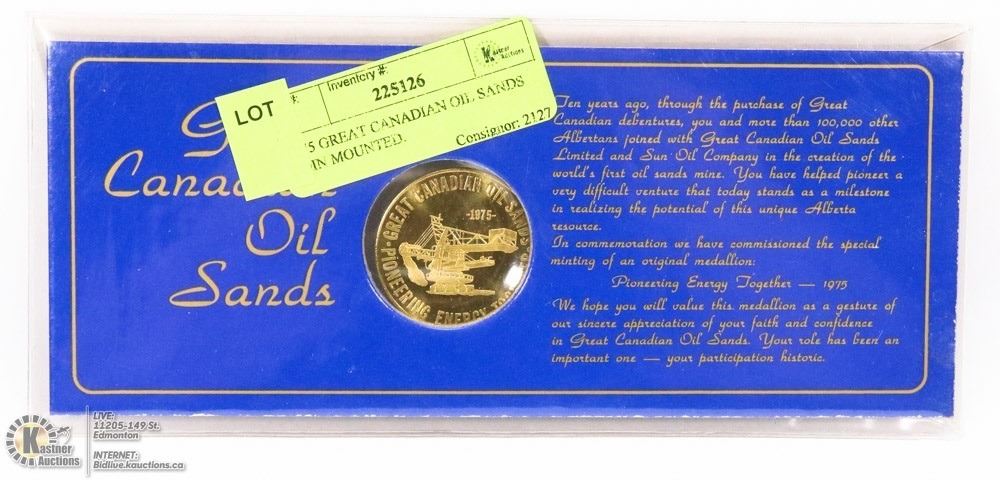 LOT #:
Inventory #:
225126
Kastner
Auctions
'5 GREAT CANADIAN OIL SANDS
IN MOUNTED.
Consignor: 2127
Oil
Sands
·GREAT CANADIAN OIL SANDS·
-1975-
PIONEERING ENERGY
Ten years ago, through the purchase of Great
Canadian debentures, you and more than 100,000 other
Albertans joined with Great Canadian Oil Sands
Limited and Sun Oil Company in the creation of the
world's first oil sands mine. You have helped pioneer a
very difficult venture that today stands as a milestone
in realizing the potential of this unique Alberta
resource.
In commemoration we have commissioned the special
minting of an original medallion:
Pioneering Energy Together — 1975
We hope you will value this medallion as a gesture of
our sincere appreciation of your faith and confidence
in Great Canadian Oil Sands. Your role has been an
important one — your participation historic.
Kastner
Auctions
LIVE:
11205-149 St.
Edmonton
INTERNET:
Bidlive.kauctions.ca